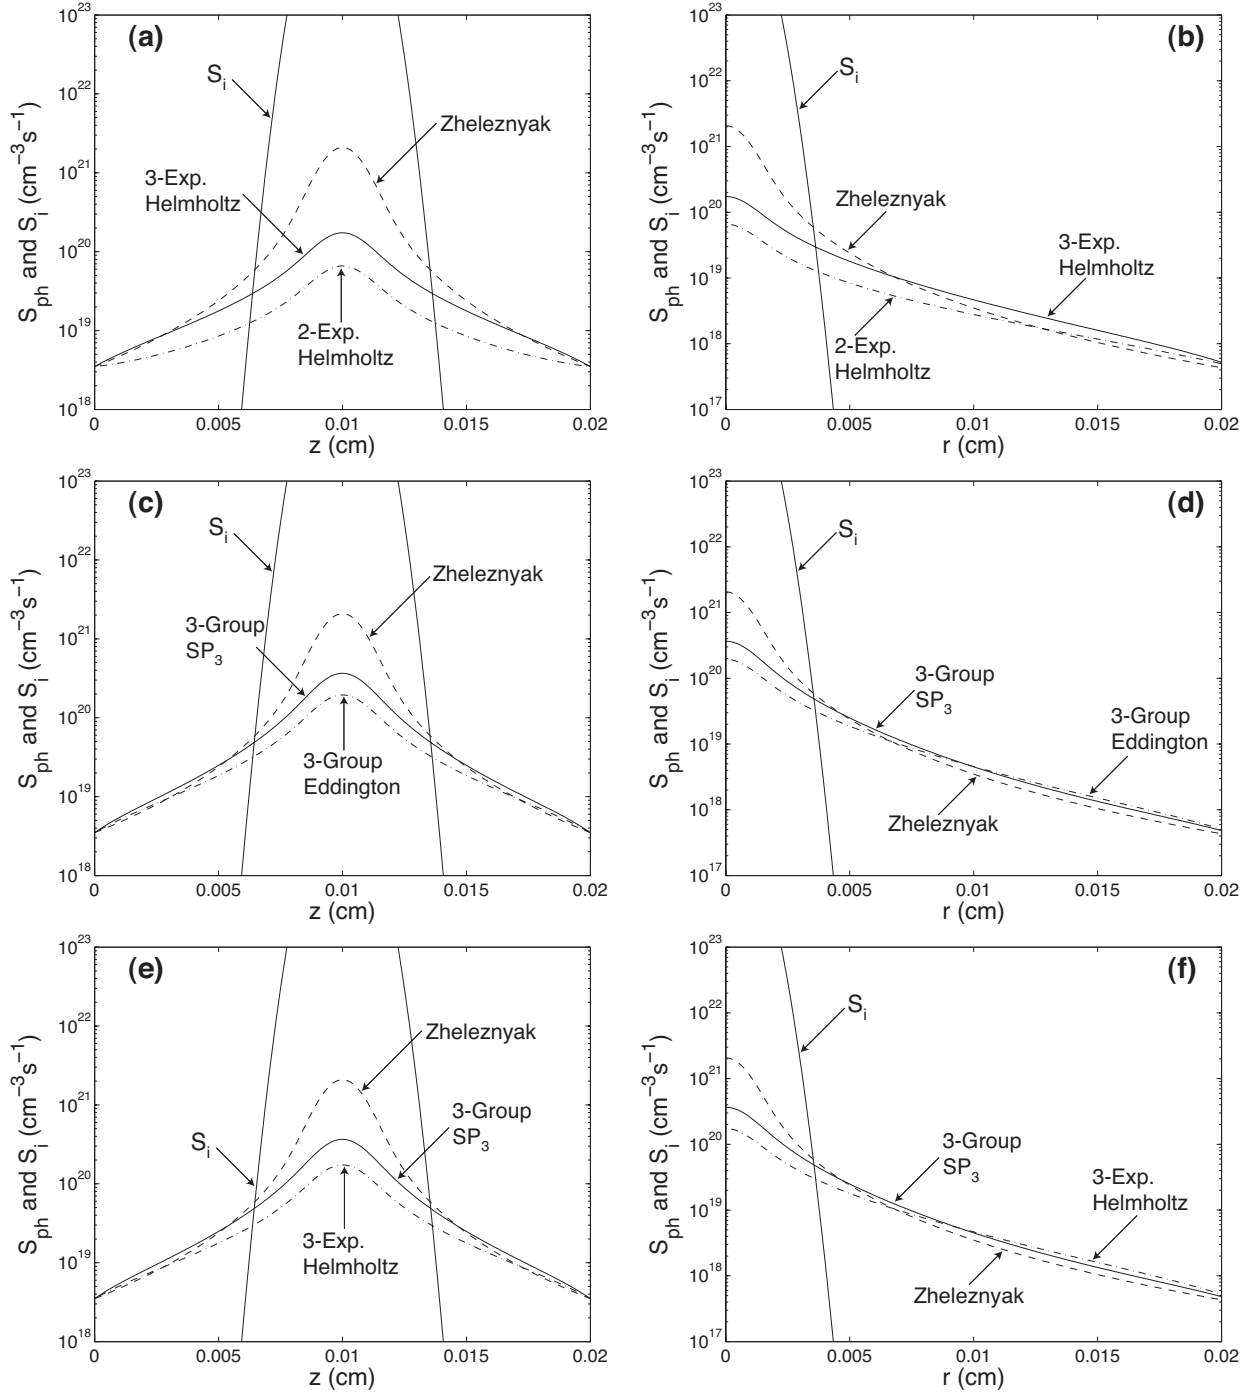 (a)
S_ph and S_i (cm^−3 s^−1)
10^23
10^22
10^21
10^20
10^19
10^18
S_i
Zheleznyak
3-Exp.
Helmholtz
2-Exp.
Helmholtz
0
0.005
0.01
0.015
0.02
z (cm)
(b)
S_ph and S_i (cm^−3 s^−1)
10^23
10^22
10^21
10^20
10^19
10^18
10^17
S_i
Zheleznyak
3-Exp.
Helmholtz
2-Exp.
Helmholtz
0
0.005
0.01
0.015
0.02
r (cm)
(c)
S_ph and S_i (cm^−3 s^−1)
10^23
10^22
10^21
10^20
10^19
10^18
S_i
Zheleznyak
3-Group
SP_3
3-Group
Eddington
0
0.005
0.01
0.015
0.02
z (cm)
(d)
S_ph and S_i (cm^−3 s^−1)
10^23
10^22
10^21
10^20
10^19
10^18
10^17
S_i
3-Group
SP_3
3-Group
Eddington
Zheleznyak
0
0.005
0.01
0.015
0.02
r (cm)
(e)
S_ph and S_i (cm^−3 s^−1)
10^23
10^22
10^21
10^20
10^19
10^18
Zheleznyak
3-Group
SP_3
S_i
3-Exp.
Helmholtz
0
0.005
0.01
0.015
0.02
z (cm)
(f)
S_ph and S_i (cm^−3 s^−1)
10^23
10^22
10^21
10^20
10^19
10^18
10^17
S_i
3-Group
SP_3
3-Exp.
Helmholtz
Zheleznyak
0
0.005
0.01
0.015
0.02
r (cm)